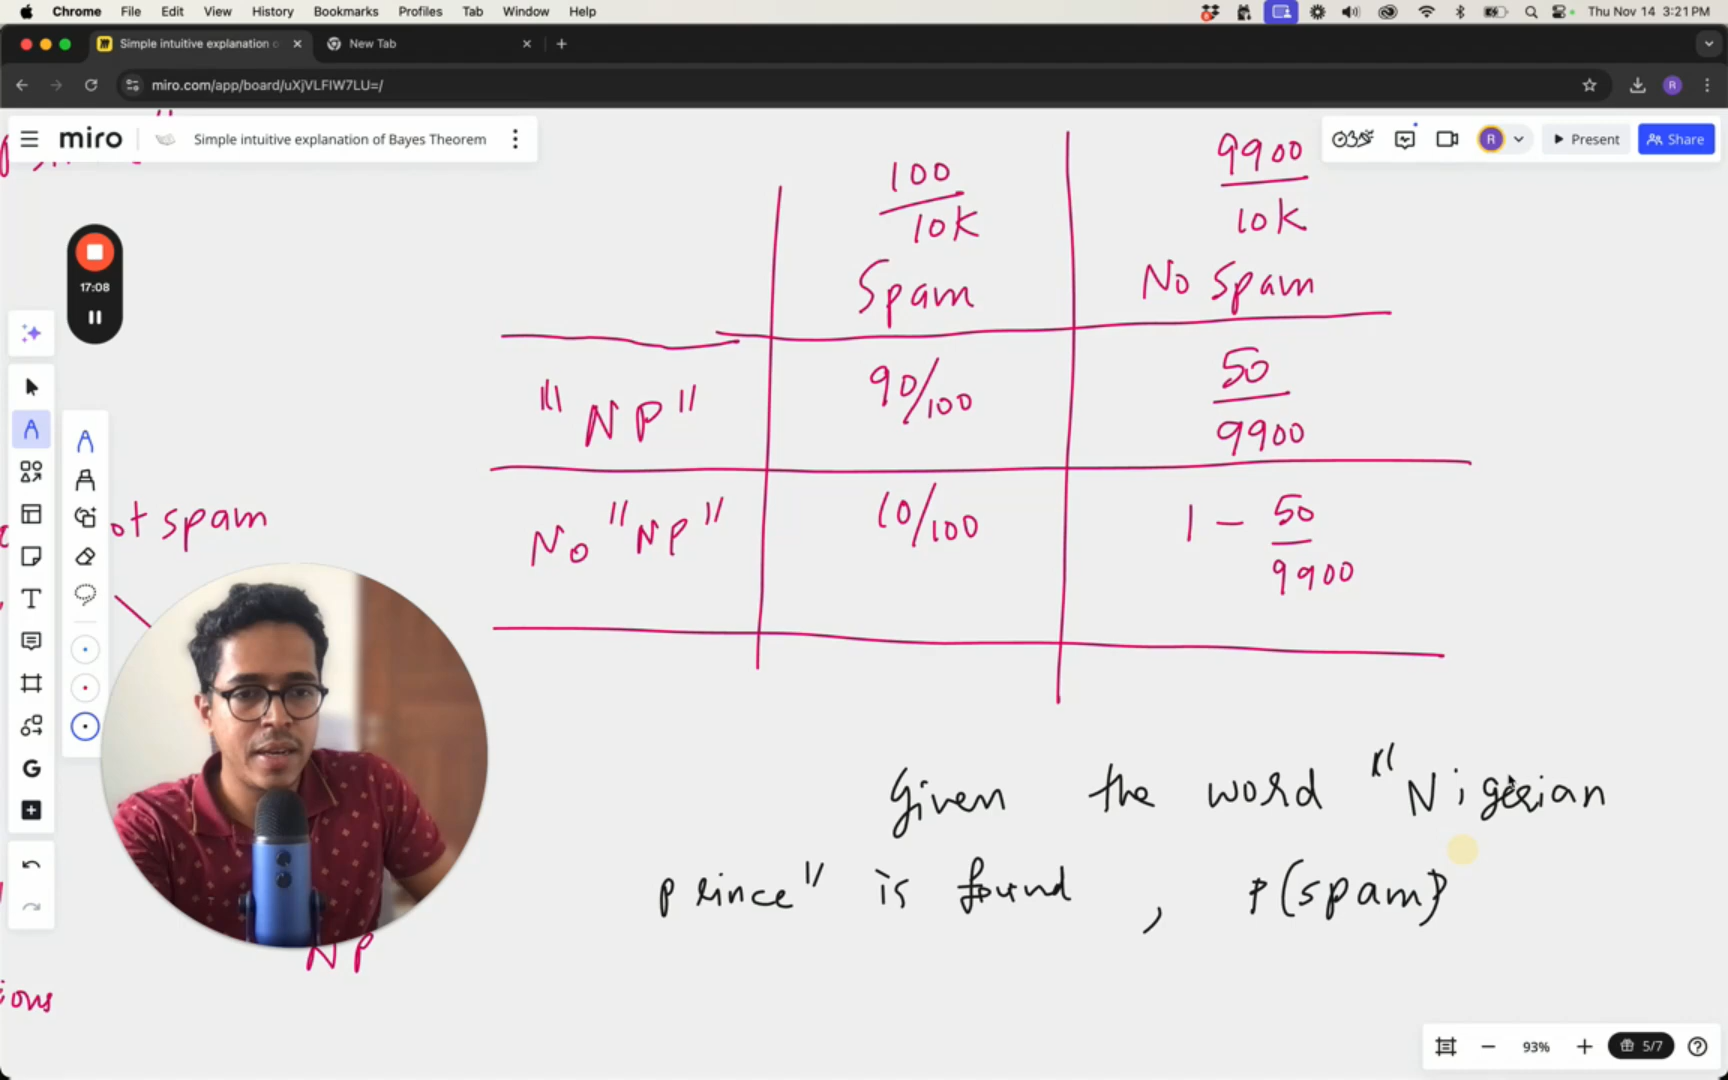 Chrome File Edit View History Bookmarks Profiles Tab Window Help Thu Nov 14 3:21 PM
Simple intuitive explanation o New Tab
miro.com/app/board/uXjVLFIW7LU=/
miro Simple intuitive explanation of Bayes Theorem Present Share
R
R
17:08
100
10K
Spam
9900
10K
No Spam
"NP" 90/100 50
9900
No "NP" 10/100 1 - 50
9900
ot spam
Given the word "Nigerian
prince" is found, P(spam)
NP
ions
T
G
93% 5/7